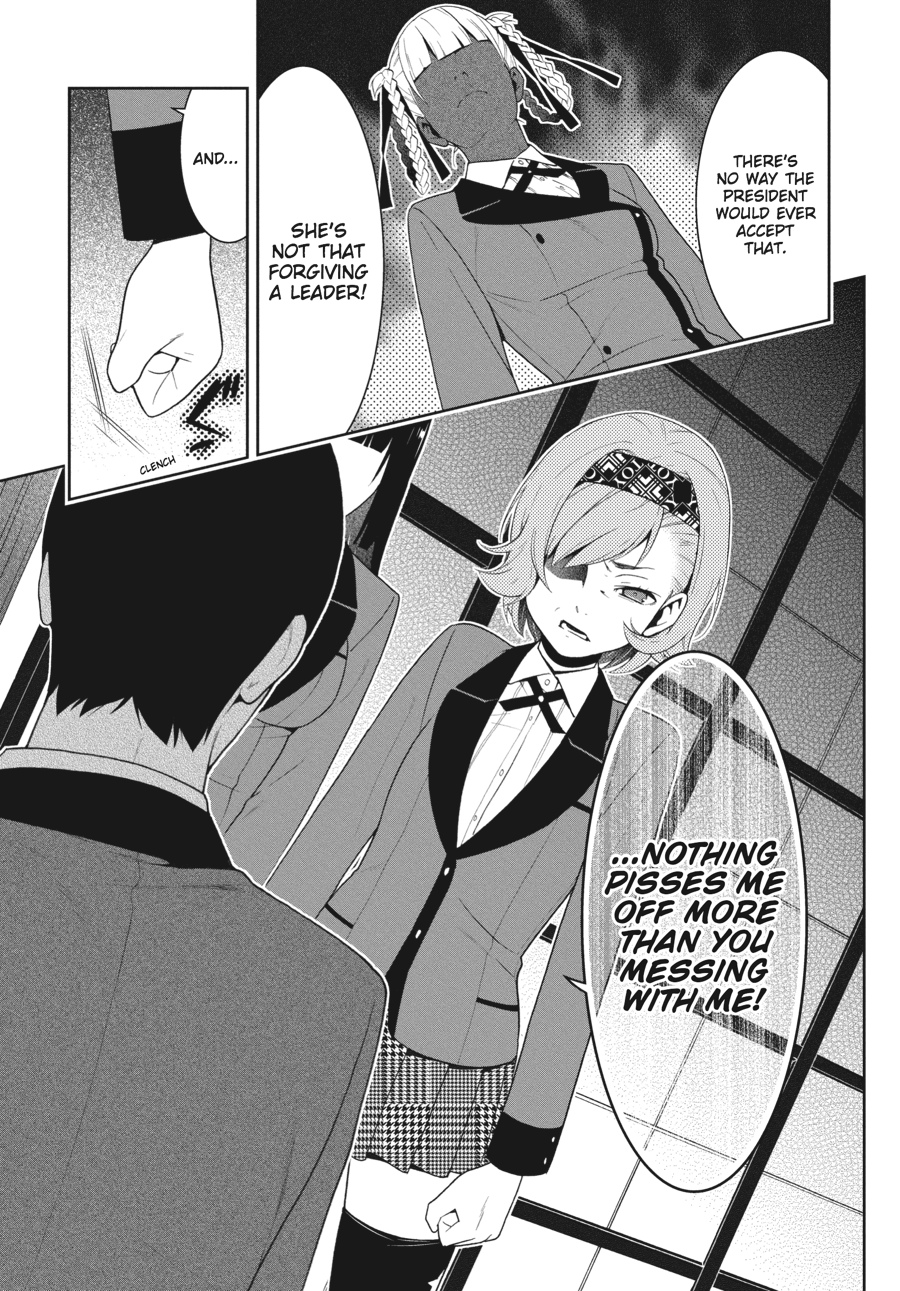 THERE'S
NO WAY THE
PRESIDENT
WOULD EVER
ACCEPT
THAT.
SHE'S
NOT THAT
FORGIVING
A LEADER!
AND...
CLENCH
...NOTHING
PISSES ME
OFF MORE
THAN YOU
MESSING
WITH ME!